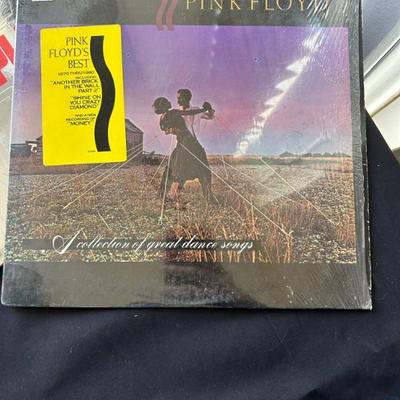 PINK FLOYD
PINK
FLOYD'S
BEST
1970 THRU 1980
INCLUDING
"ANOTHER BRICK
IN THE WALL
PART 2"
"SHINE ON
YOU CRAZY
DIAMOND"
AND A NEW
RECORDING OF
"MONEY"
A collection of great dance songs